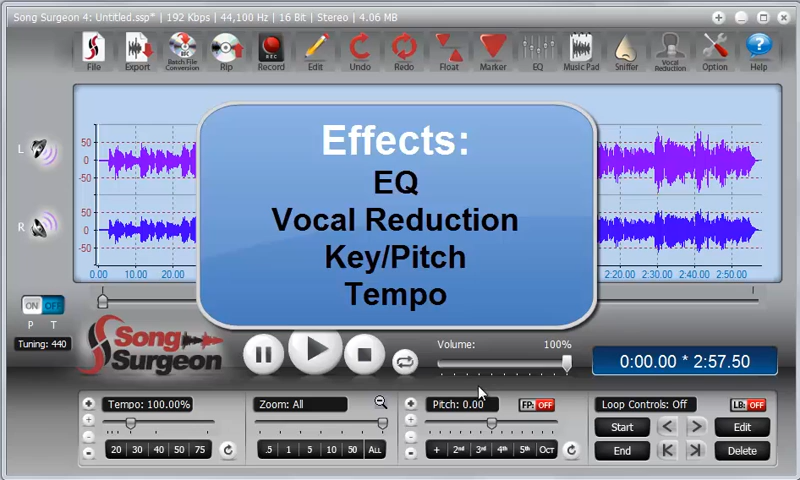 Song Surgeon 4: Untitled.ssp* | 192 Kbps | 44,100 Hz | 16 Bit | Stereo | 4.06 MB
File
Export
Batch File Conversion
Rip
REC
Record
Edit
Undo
Redo
Float
Marker
EQ
Music Pad
Sniffer
Vocal Reduction
Option
Help
Effects:
EQ
Vocal Reduction
Key/Pitch
Tempo
L
50
0
-50
R
50
0
-50
0.00 10.00 20.00
2:20.00 2:30.00 2:40.00 2:50.00
ON OFF
P T
Tuning: 440
Song Surgeon
Volume: 100%
0:00.00 * 2:57.50
Tempo: 100.00%
20 30 40 50 75
Zoom: All
.5 1 5 10 50 ALL
Pitch: 0.00
FP: OFF
+ 2nd 3rd 4th 5th Oct
Loop Controls: Off
LB: OFF
Start
Edit
End
Delete